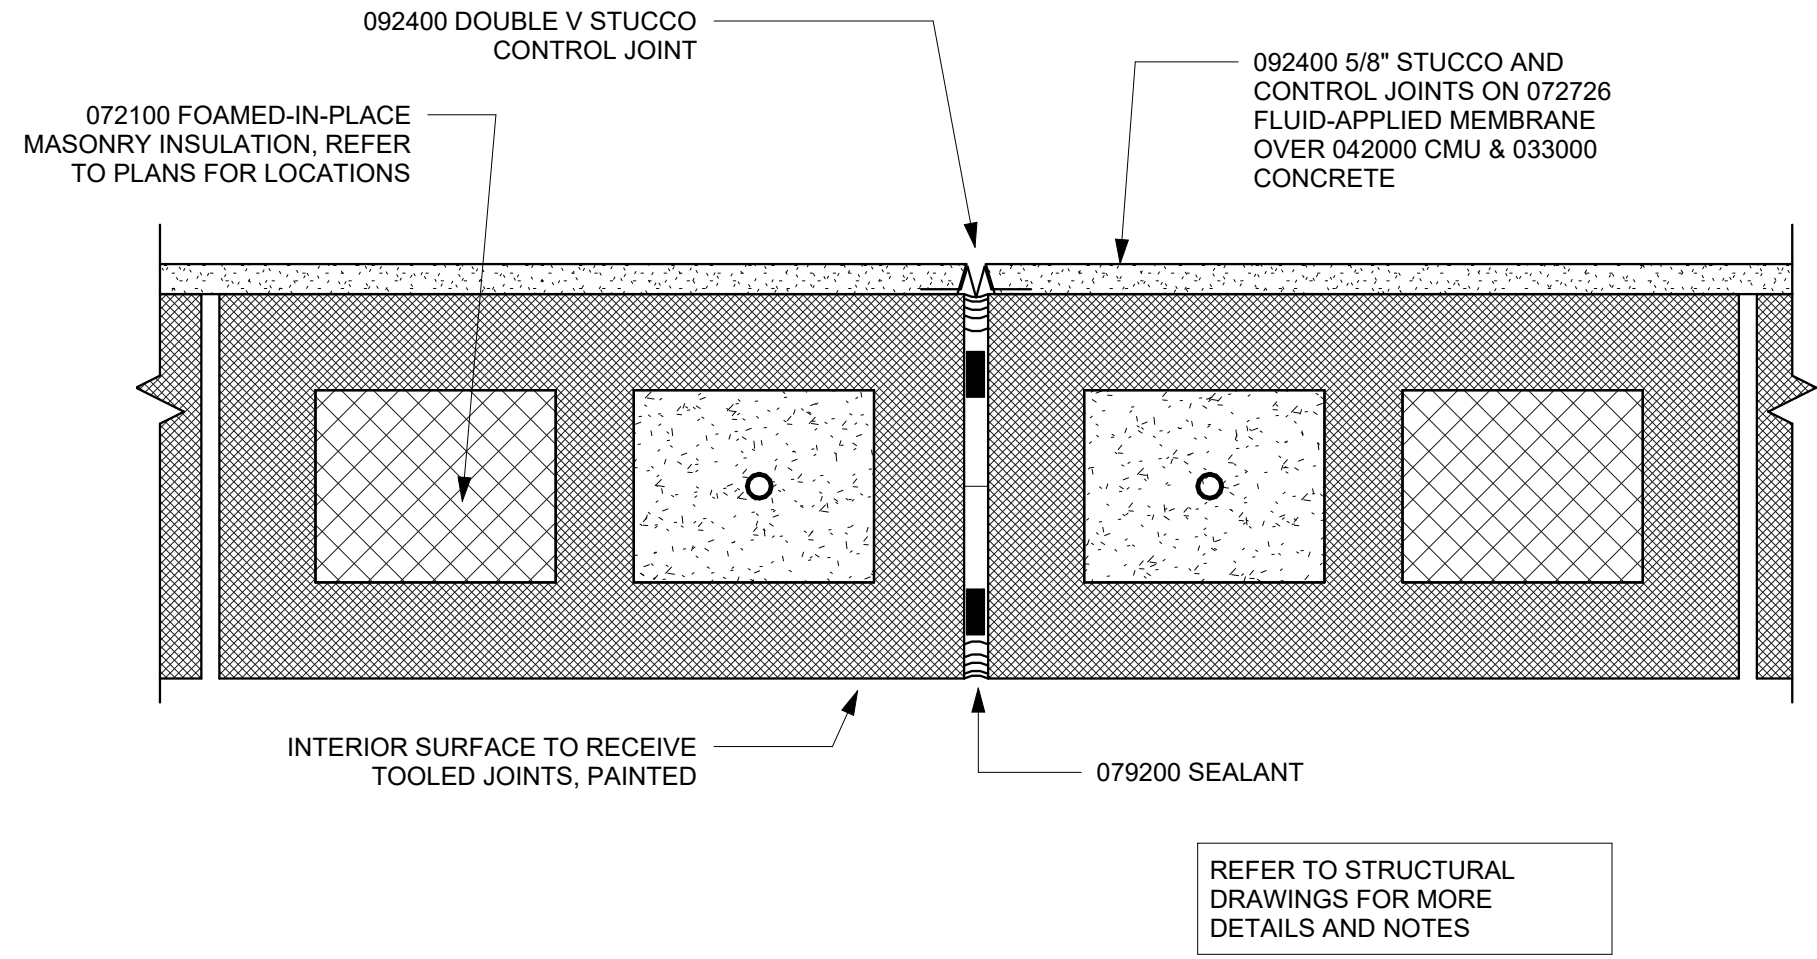 092400 DOUBLE V STUCCO
CONTROL JOINT
092400 5/8" STUCCO AND
CONTROL JOINTS ON 072726
FLUID-APPLIED MEMBRANE
OVER 042000 CMU & 033000
CONCRETE
072100 FOAMED-IN-PLACE
MASONRY INSULATION, REFER
TO PLANS FOR LOCATIONS
INTERIOR SURFACE TO RECEIVE
TOOLED JOINTS, PAINTED
079200 SEALANT
REFER TO STRUCTURAL
DRAWINGS FOR MORE
DETAILS AND NOTES